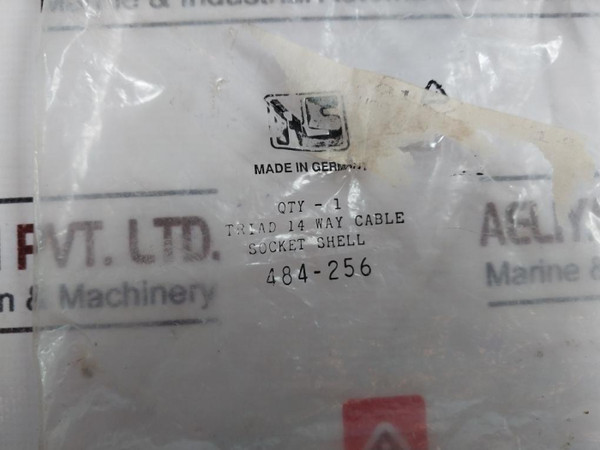 MADE IN GERMANY
QTY - 1
TRIAD 14 WAY CABLE
SOCKET SHELL
484-256
PVT. LTD.
& Machinery
Marine &